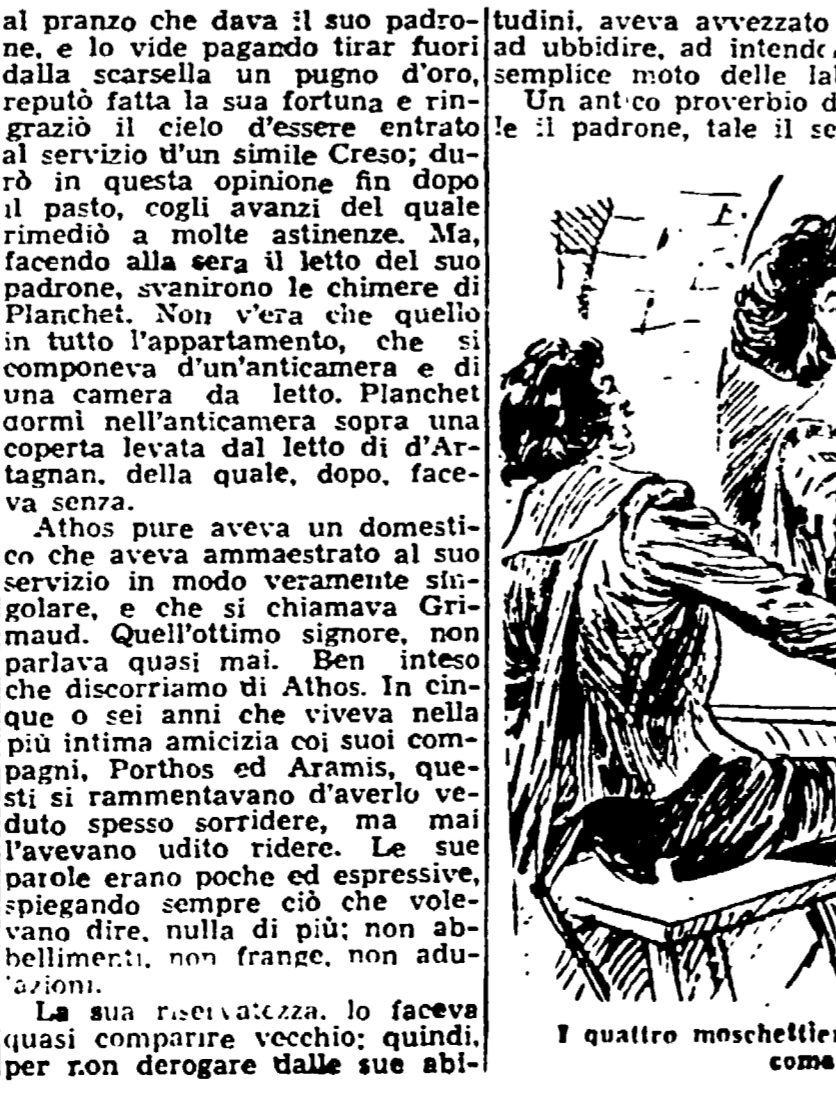 al pranzo che dava il suo padro-
ne, e lo vide pagando tirar fuori
dalla scarsella un pugno d'oro,
reputò fatta la sua fortuna e rin-
graziò il cielo d'essere entrato
al servizio d'un simile Creso; du-
rò in questa opinione fin dopo
il pasto, cogli avanzi del quale
rimediò a molte astinenze. Ma,
facendo alla sera il letto del suo
padrone, svanirono le chimere di
Planchet. Non v'era che quello
in tutto l'appartamento, che si
componeva d'un'anticamera e di
una camera da letto. Planchet
dormì nell'anticamera sopra una
coperta levata dal letto di d'Ar-
tagnan, della quale, dopo, face-
va senza.
Athos pure aveva un domesti-
co che aveva ammaestrato al suo
servizio in modo veramente sin-
golare, e che si chiamava Gri-
maud. Quell'ottimo signore, non
parlava quasi mai. Ben inteso
che discorriamo di Athos. In cin-
que o sei anni che viveva nella
più intima amicizia coi suoi com-
pagni, Porthos ed Aramis, que-
sti si rammentavano d'averlo ve-
duto spesso sorridere, ma mai
l'avevano udito ridere. Le sue
parole erano poche ed espressive,
spiegando sempre ciò che vole-
vano dire, nulla di più; non ab-
bellimenti, non frange, non adu-
lazioni.
La sua riservatezza, lo faceva
quasi comparire vecchio; quindi,
per non derogare dalle sue abi-
tudini, aveva avvezzato
ad ubbidire, ad intende
semplice moto delle la
Un antico proverbio d
le il padrone, tale il se
I quattro moschettier
come